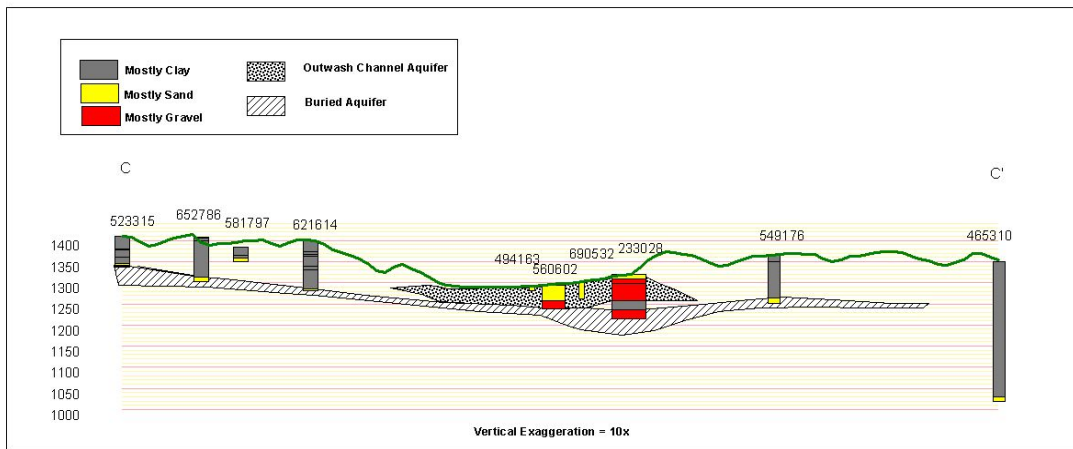 Mostly Clay
Outwash Channel Aquifer
Mostly Sand
Buried Aquifer
Mostly Gravel
C
C'
523315
652786
581797
621614
494163
560602
690532
233028
549176
465310
1400
1350
1300
1250
1200
1150
1100
1050
1000
Vertical Exaggeration = 10x